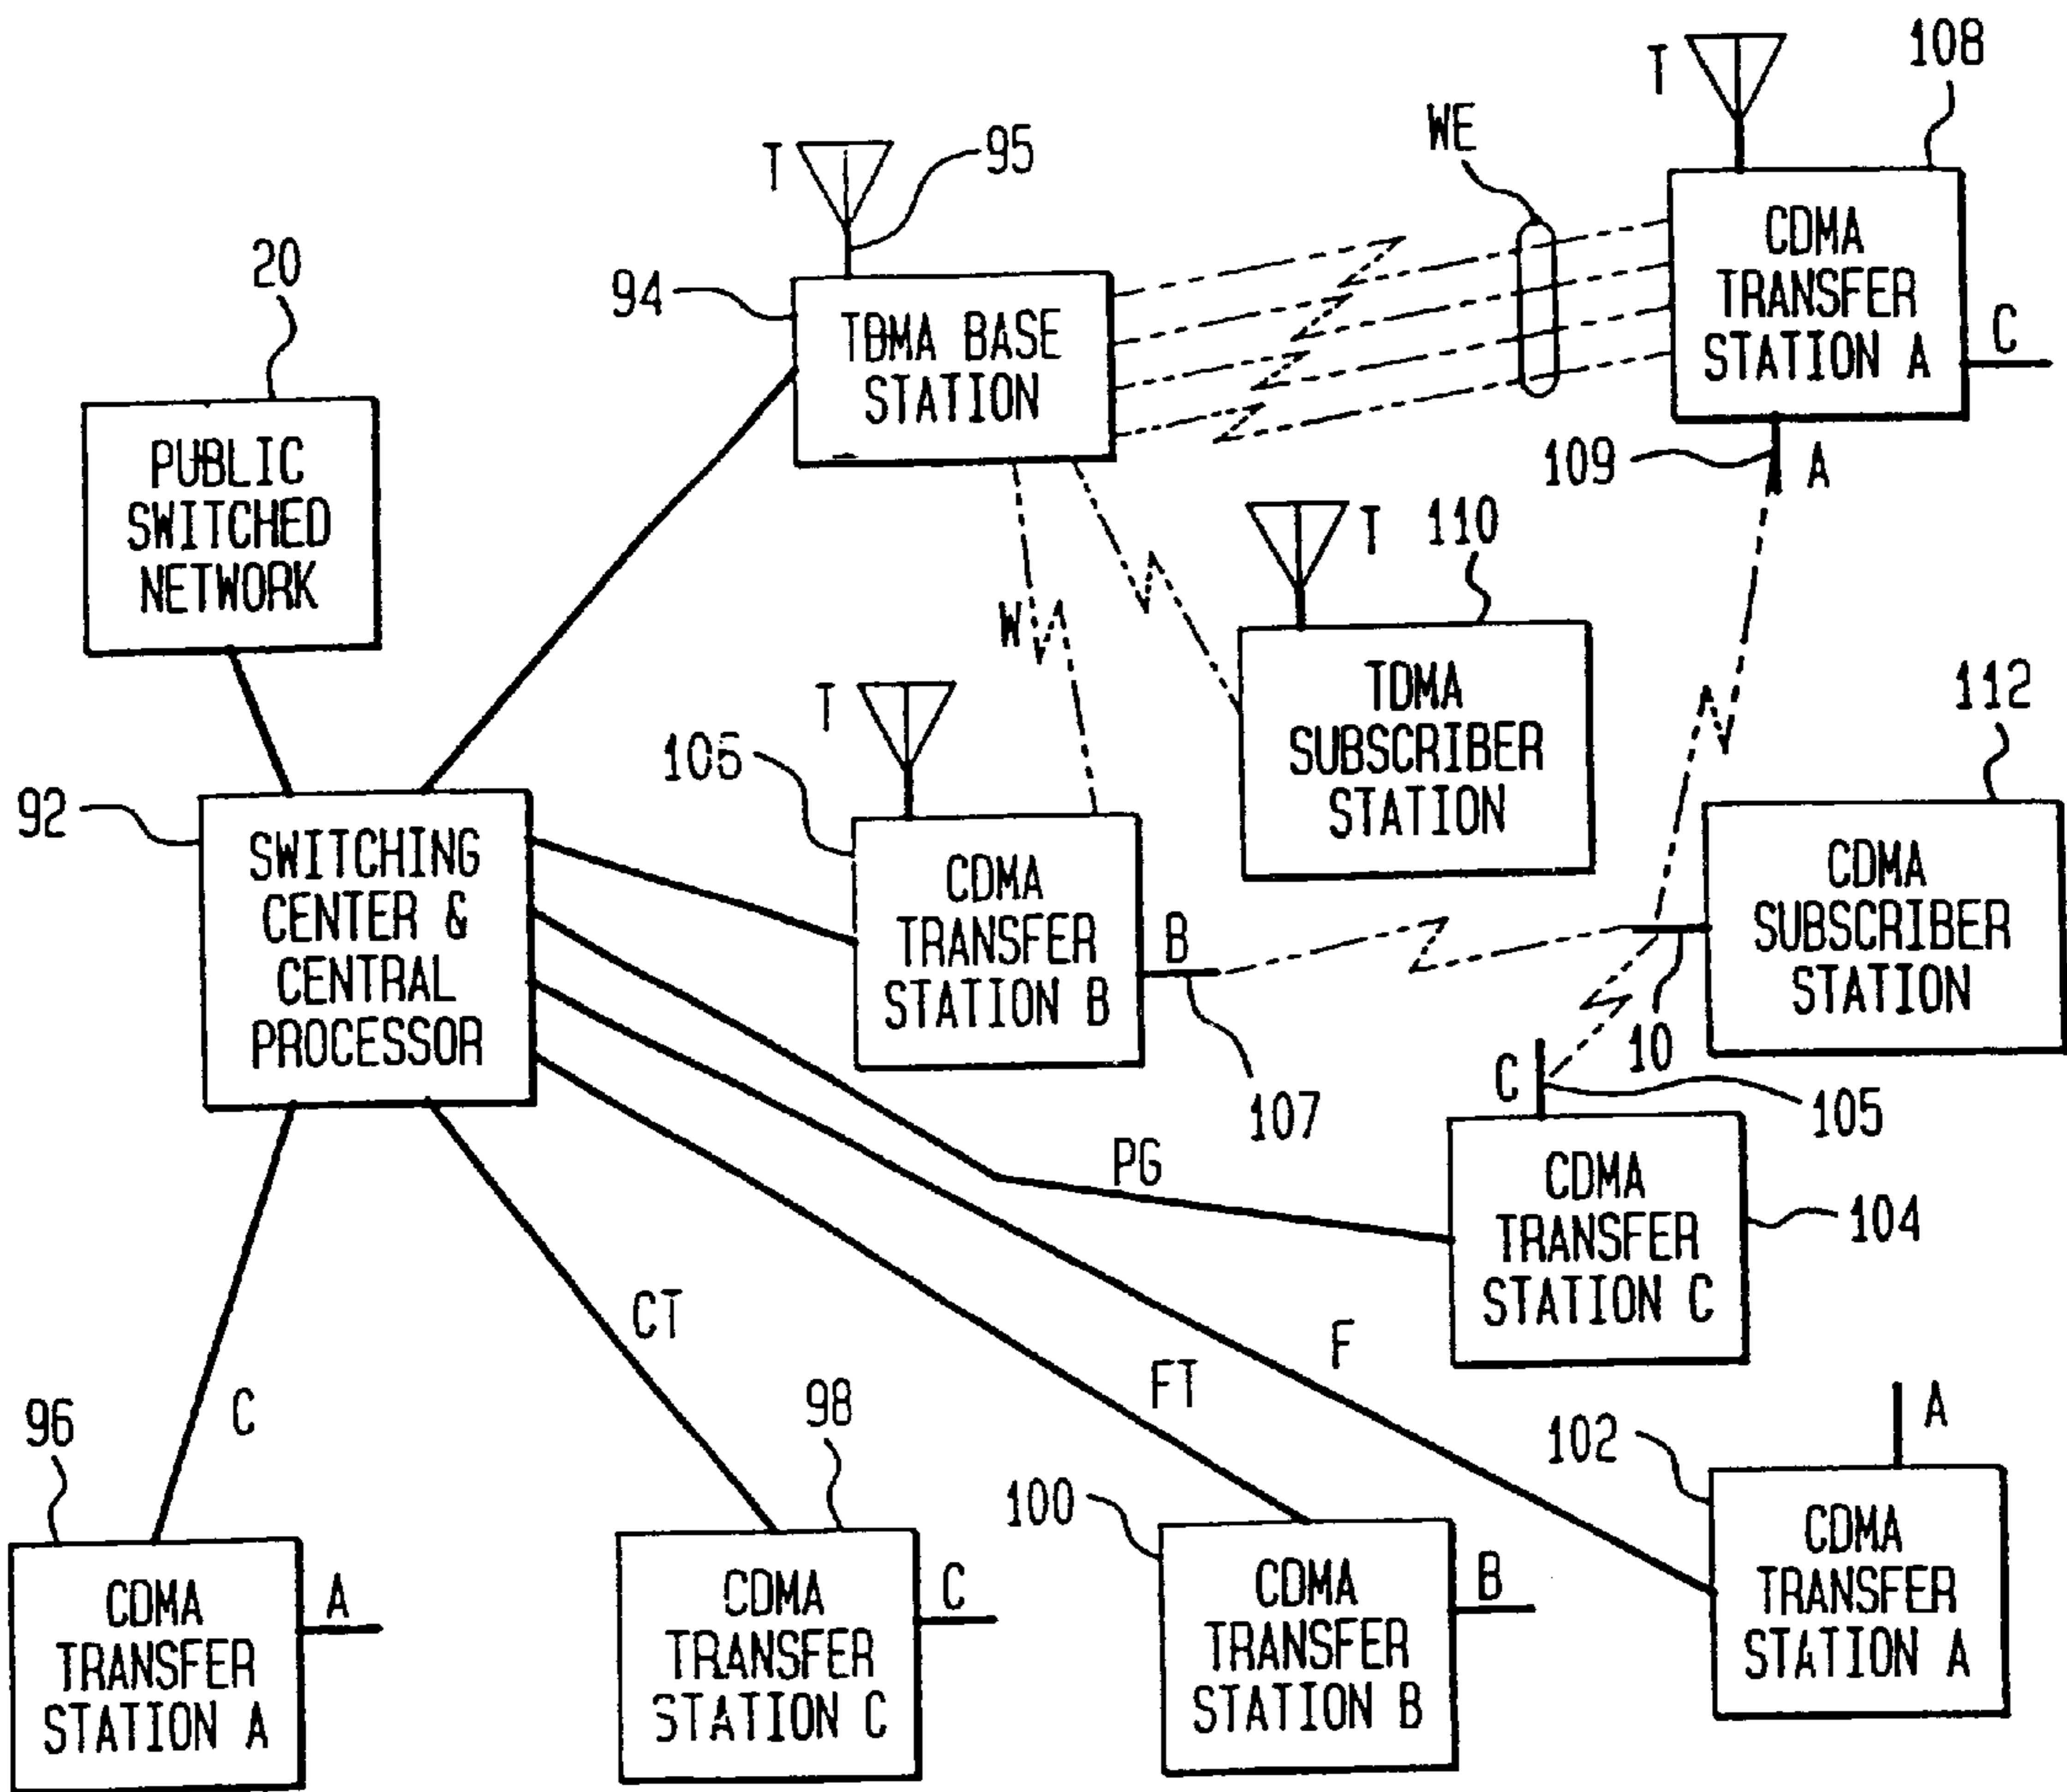 108
T
WE
T
95
CDMA
TRANSFER
STATION A
C
20
94
TDMA BASE
STATION
109
A
PUBLIC
SWITCHED
NETWORK
T
110
W
TDMA
SUBSCRIBER
STATION
112
T
106
92
SWITCHING
CENTER &
CENTRAL
PROCESSOR
CDMA
TRANSFER
STATION B
B
107
CDMA
SUBSCRIBER
STATION
10
C
105
PG
CDMA
TRANSFER
STATION C
104
CT
F
FT
C
96
98
100
102
A
CDMA
TRANSFER
STATION A
A
CDMA
TRANSFER
STATION C
C
CDMA
TRANSFER
STATION B
B
CDMA
TRANSFER
STATION A